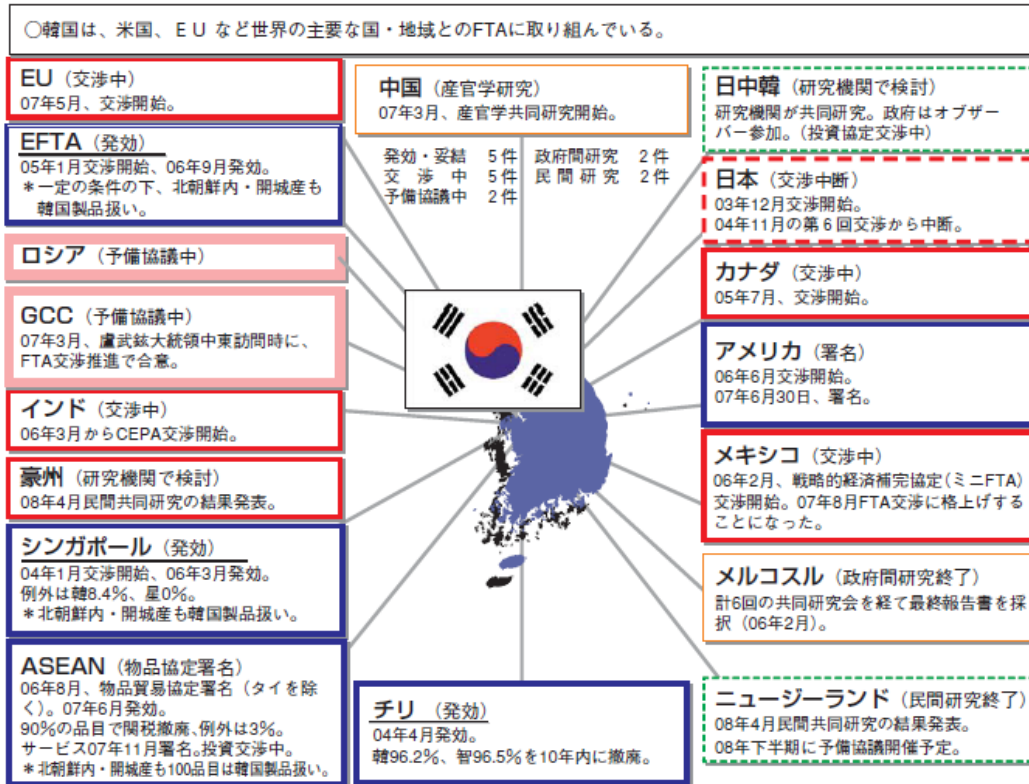 ○韓国は、米国、ＥＵ など世界の主要な国・地域とのFTAに取り組んでいる。
EU（交渉中）
07年5月、交渉開始。
EFTA（発効）
05年1月交渉開始、06年9月発効。
＊一定の条件の下、北朝鮮内・開城産も
韓国製品扱い。
ロシア（予備協議中）
GCC（予備協議中）
07年3月、盧武鉉大統領中東訪問時に、
FTA交渉推進で合意。
インド（交渉中）
06年3月からCEPA交渉開始。
豪州（研究機関で検討）
08年4月民間共同研究の結果発表。
シンガポール（発効）
04年1月交渉開始、06年3月発効。
例外は韓8.4％、星0％。
＊北朝鮮内・開城産も韓国製品扱い。
ASEAN（物品協定署名）
06年8月、物品貿易協定署名（タイを除
く）。07年6月発効。
90％の品目で関税撤廃、例外は3％。
サービス07年11月署名。投資交渉中。
＊北朝鮮内・開城産も100品目は韓国製品扱い。
中国（産官学研究）
07年3月、産官学共同研究開始。
発効・妥結 5件 政府間研究 2件
交渉中 5件 民間研究 2件
予備協議中 2件
チリ（発効）
04年4月発効。
韓96.2％、智96.5％を10年内に撤廃。
日中韓（研究機関で検討）
研究機関が共同研究。政府はオブザー
バー参加。（投資協定交渉中）
日本（交渉中断）
03年12月交渉開始。
04年11月の第６回交渉から中断。
カナダ（交渉中）
05年7月、交渉開始。
アメリカ（署名）
06年6月交渉開始。
07年6月30日、署名。
メキシコ（交渉中）
06年2月、戦略的経済補完協定（ミニFTA）
交渉開始。07年8月FTA交渉に格上げする
ことになった。
メルコスル（政府間研究終了）
計6回の共同研究会を経て最終報告書を採
択（06年2月）。
ニュージーランド（民間研究終了）
08年4月民間共同研究の結果発表。
08年下半期に予備協議開催予定。